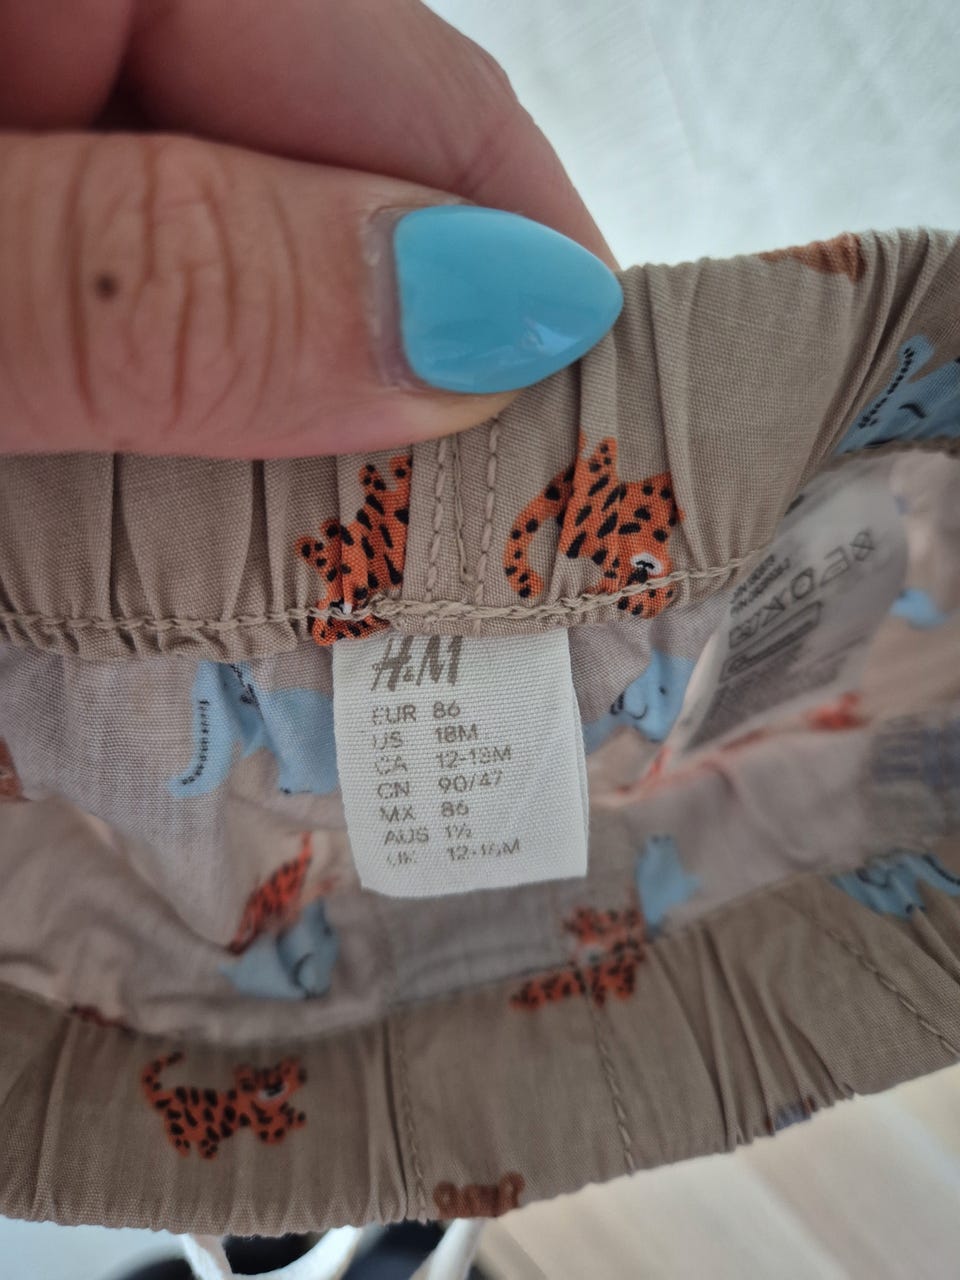 H&M
EUR 86
US 18M
CA 12-18M
CN 90/47
MX 86
AUS 1½
UK 12-18M